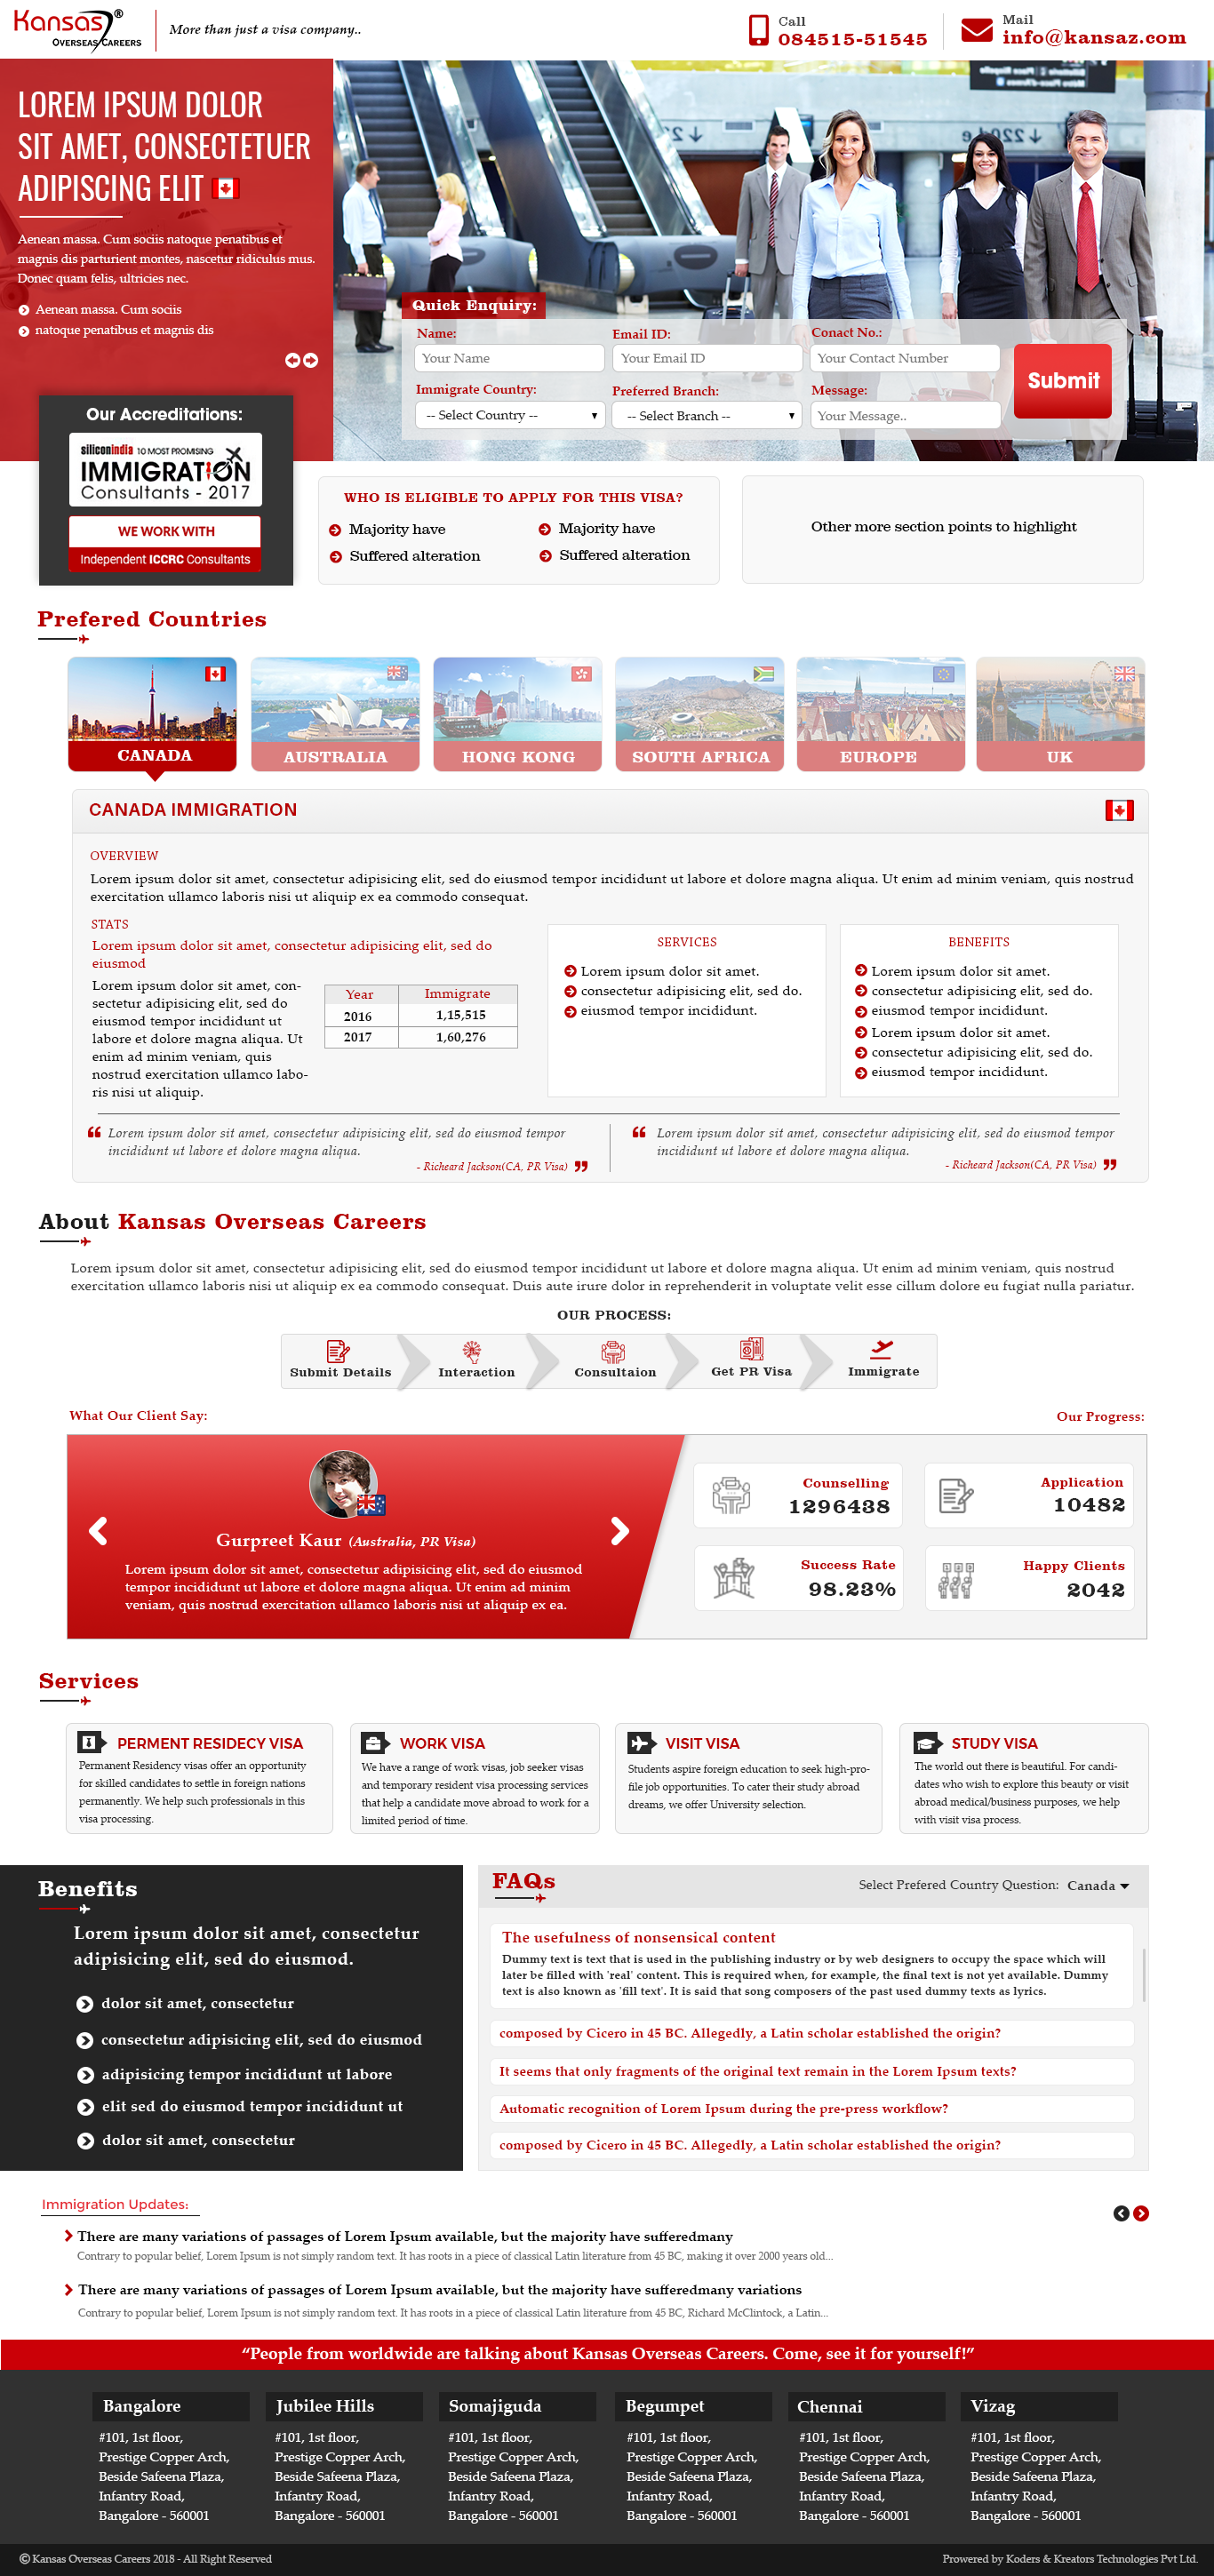 Kansas®
OVERSEAS CAREERS
More than just a visa company..
Call
084515-51545
Mail
info@kansaz.com
LOREM IPSUM DOLOR
SIT AMET, CONSECTETUER
ADIPISCING ELIT
Aenean massa. Cum sociis natoque penatibus et
magnis dis parturient montes, nascetur ridiculus mus.
Donec quam felis, ultricies nec.
Aenean massa. Cum sociis
natoque penatibus et magnis dis
Quick Enquiry:
Name:
Email ID:
Conact No.:
Your Name
Your Email ID
Your Contact Number
Immigrate Country:
Preferred Branch:
Message:
-- Select Country --
-- Select Branch --
Your Message..
Submit
Our Accreditations:
siliconindia 10 MOST PROMISING
IMMIGRATION
Consultants - 2017
WE WORK WITH
Independent ICCRC Consultants
WHO IS ELIGIBLE TO APPLY FOR THIS VISA?
Majority have
Majority have
Suffered alteration
Suffered alteration
Other more section points to highlight
Prefered Countries
CANADA
AUSTRALIA
HONG KONG
SOUTH AFRICA
EUROPE
UK
CANADA IMMIGRATION
OVERVIEW
Lorem ipsum dolor sit amet, consectetur adipisicing elit, sed do eiusmod tempor incididunt ut labore et dolore magna aliqua. Ut enim ad minim veniam, quis nostrud
exercitation ullamco laboris nisi ut aliquip ex ea commodo consequat.
STATS
Lorem ipsum dolor sit amet, consectetur adipisicing elit, sed do
eiusmod
Lorem ipsum dolor sit amet, con-
sectetur adipisicing elit, sed do
eiusmod tempor incididunt ut
labore et dolore magna aliqua. Ut
enim ad minim veniam, quis
nostrud exercitation ullamco labo-
ris nisi ut aliquip.
Year Immigrate
2016 1,15,515
2017 1,60,276
SERVICES
Lorem ipsum dolor sit amet.
consectetur adipisicing elit, sed do.
eiusmod tempor incididunt.
BENEFITS
Lorem ipsum dolor sit amet.
consectetur adipisicing elit, sed do.
eiusmod tempor incididunt.
Lorem ipsum dolor sit amet.
consectetur adipisicing elit, sed do.
eiusmod tempor incididunt.
“ Lorem ipsum dolor sit amet, consectetur adipisicing elit, sed do eiusmod tempor
incididunt ut labore et dolore magna aliqua.
- Richeard Jackson(CA, PR Visa) ”
“ Lorem ipsum dolor sit amet, consectetur adipisicing elit, sed do eiusmod tempor
incididunt ut labore et dolore magna aliqua.
- Richeard Jackson(CA, PR Visa) ”
About Kansas Overseas Careers
Lorem ipsum dolor sit amet, consectetur adipisicing elit, sed do eiusmod tempor incididunt ut labore et dolore magna aliqua. Ut enim ad minim veniam, quis nostrud
exercitation ullamco laboris nisi ut aliquip ex ea commodo consequat. Duis aute irure dolor in reprehenderit in voluptate velit esse cillum dolore eu fugiat nulla pariatur.
OUR PROCESS:
Submit Details
Interaction
Consultaion
Get PR Visa
Immigrate
What Our Client Say:
Our Progress:
Gurpreet Kaur (Australia, PR Visa)
Lorem ipsum dolor sit amet, consectetur adipisicing elit, sed do eiusmod
tempor incididunt ut labore et dolore magna aliqua. Ut enim ad minim
veniam, quis nostrud exercitation ullamco laboris nisi ut aliquip ex ea.
Counselling
1296438
Application
10482
Success Rate
98.23%
Happy Clients
2042
Services
PERMENT RESIDECY VISA
Permanent Residency visas offer an opportunity
for skilled candidates to settle in foreign nations
permanently. We help such professionals in this
visa processing.
WORK VISA
We have a range of work visas, job seeker visas
and temporary resident visa processing services
that help a candidate move abroad to work for a
limited period of time.
VISIT VISA
Students aspire foreign education to seek high-pro-
file job opportunities. To cater their study abroad
dreams, we offer University selection.
STUDY VISA
The world out there is beautiful. For candi-
dates who wish to explore this beauty or visit
abroad medical/business purposes, we help
with visit visa process.
Benefits
Lorem ipsum dolor sit amet, consectetur
adipisicing elit, sed do eiusmod.
dolor sit amet, consectetur
consectetur adipisicing elit, sed do eiusmod
adipisicing tempor incididunt ut labore
elit sed do eiusmod tempor incididunt ut
dolor sit amet, consectetur
FAQs
Select Prefered Country Question: Canada
The usefulness of nonsensical content
Dummy text is text that is used in the publishing industry or by web designers to occupy the space which will
later be filled with 'real' content. This is required when, for example, the final text is not yet available. Dummy
text is also known as 'fill text'. It is said that song composers of the past used dummy texts as lyrics.
composed by Cicero in 45 BC. Allegedly, a Latin scholar established the origin?
It seems that only fragments of the original text remain in the Lorem Ipsum texts?
Automatic recognition of Lorem Ipsum during the pre-press workflow?
composed by Cicero in 45 BC. Allegedly, a Latin scholar established the origin?
Immigration Updates:
There are many variations of passages of Lorem Ipsum available, but the majority have sufferedmany
Contrary to popular belief, Lorem Ipsum is not simply random text. It has roots in a piece of classical Latin literature from 45 BC, making it over 2000 years old...
There are many variations of passages of Lorem Ipsum available, but the majority have sufferedmany variations
Contrary to popular belief, Lorem Ipsum is not simply random text. It has roots in a piece of classical Latin literature from 45 BC, Richard McClintock, a Latin...
“People from worldwide are talking about Kansas Overseas Careers. Come, see it for yourself!”
Bangalore
#101, 1st floor,
Prestige Copper Arch,
Beside Safeena Plaza,
Infantry Road,
Bangalore - 560001
Jubilee Hills
#101, 1st floor,
Prestige Copper Arch,
Beside Safeena Plaza,
Infantry Road,
Bangalore - 560001
Somajiguda
#101, 1st floor,
Prestige Copper Arch,
Beside Safeena Plaza,
Infantry Road,
Bangalore - 560001
Begumpet
#101, 1st floor,
Prestige Copper Arch,
Beside Safeena Plaza,
Infantry Road,
Bangalore - 560001
Chennai
#101, 1st floor,
Prestige Copper Arch,
Beside Safeena Plaza,
Infantry Road,
Bangalore - 560001
Vizag
#101, 1st floor,
Prestige Copper Arch,
Beside Safeena Plaza,
Infantry Road,
Bangalore - 560001
© Kansas Overseas Careers 2018 - All Right Reserved
Prowered by Koders & Kreators Technologies Pvt Ltd.